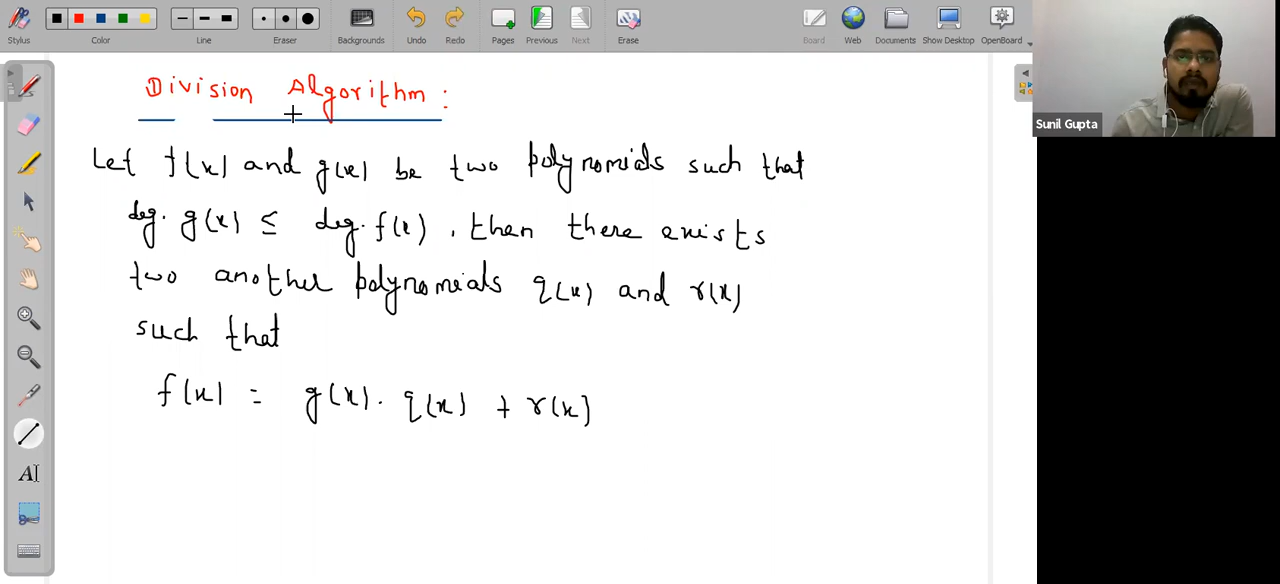 Stylus
Color
Line
Eraser
Backgrounds
Undo
Redo
Pages
Previous
Next
Erase
Board
Web
Documents
Show Desktop
OpenBoard
Sunil Gupta
Division Algorithm :
Let f(x) and g(x) be two polynomials such that
deg. g(x) ≤ deg. f(x) , then there exists
two another polynomials q(x) and r(x)
such that
f(x) = g(x). q(x) + r(x)